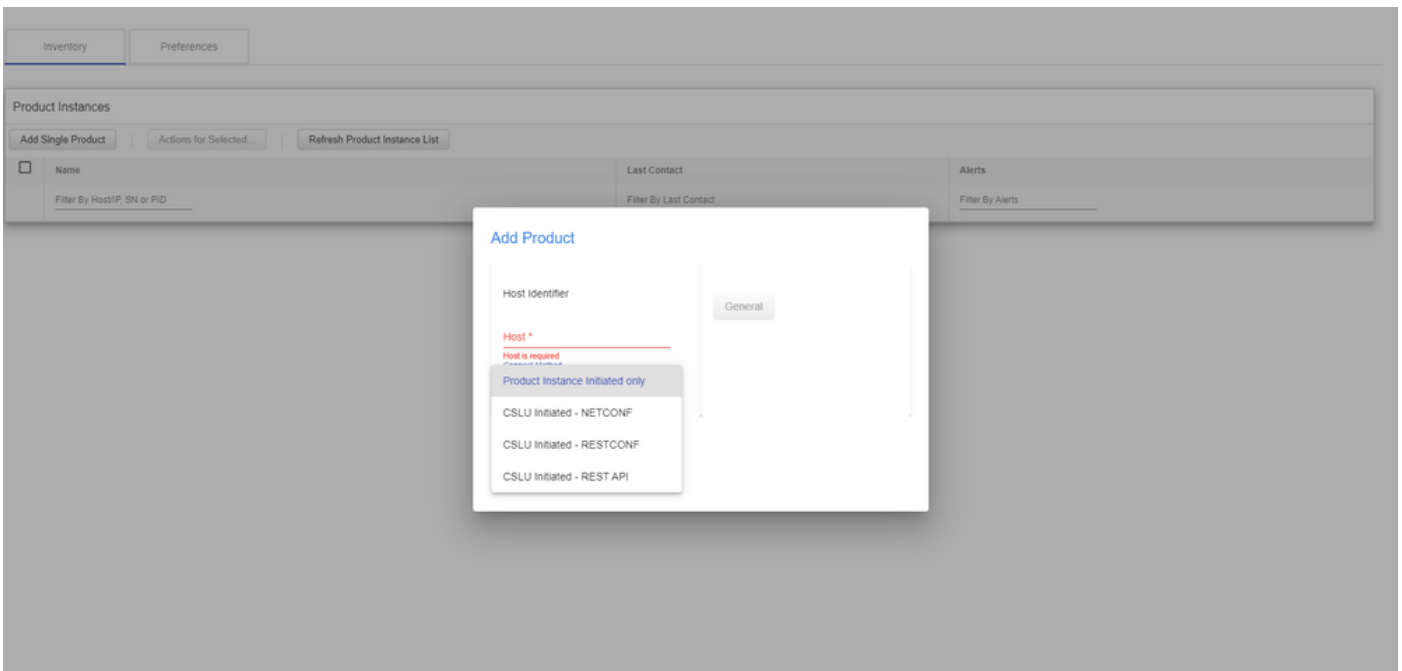 Inventory Preferences
Product Instances
Add Single Product Actions for Selected... Refresh Product Instance List
Name Last Contact Alerts
Filter By Host/IP, SN or PID Filter By Last Contact Filter By Alerts
Add Product
Host Identifier
General
Host *
Host is required
Connect Method
Product Instance Initiated only
CSLU Initiated - NETCONF
CSLU Initiated - RESTCONF
CSLU Initiated - REST API